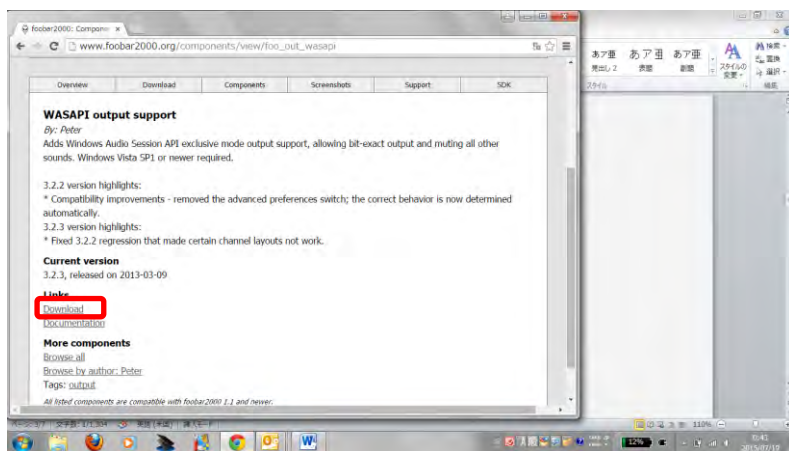 foobar2000: Compone
www.foobar2000.org/components/view/foo_out_wasapi
Overview Download Components Screenshots Support SDK
WASAPI output support
By: Peter
Adds Windows Audio Session API exclusive mode output support, allowing bit-exact output and muting all other
sounds. Windows Vista SP1 or newer required.
3.2.2 version highlights:
* Compatibility improvements - removed the advanced preferences switch; the correct behavior is now determined
automatically.
3.2.3 version highlights:
* Fixed 3.2.2 regression that made certain channel layouts not work.
Current version
3.2.3, released on 2013-03-09
Links
Download
Documentation
More components
Browse all
Browse by author: Peter
Tags: output
All listed components are compatible with foobar2000 1.1 and newer.
あア亜 あア亜 あア亜
見出し 2 表題 副題
スタイルの
変更
検索
置換
選択
スタイル
編集
110%
12%